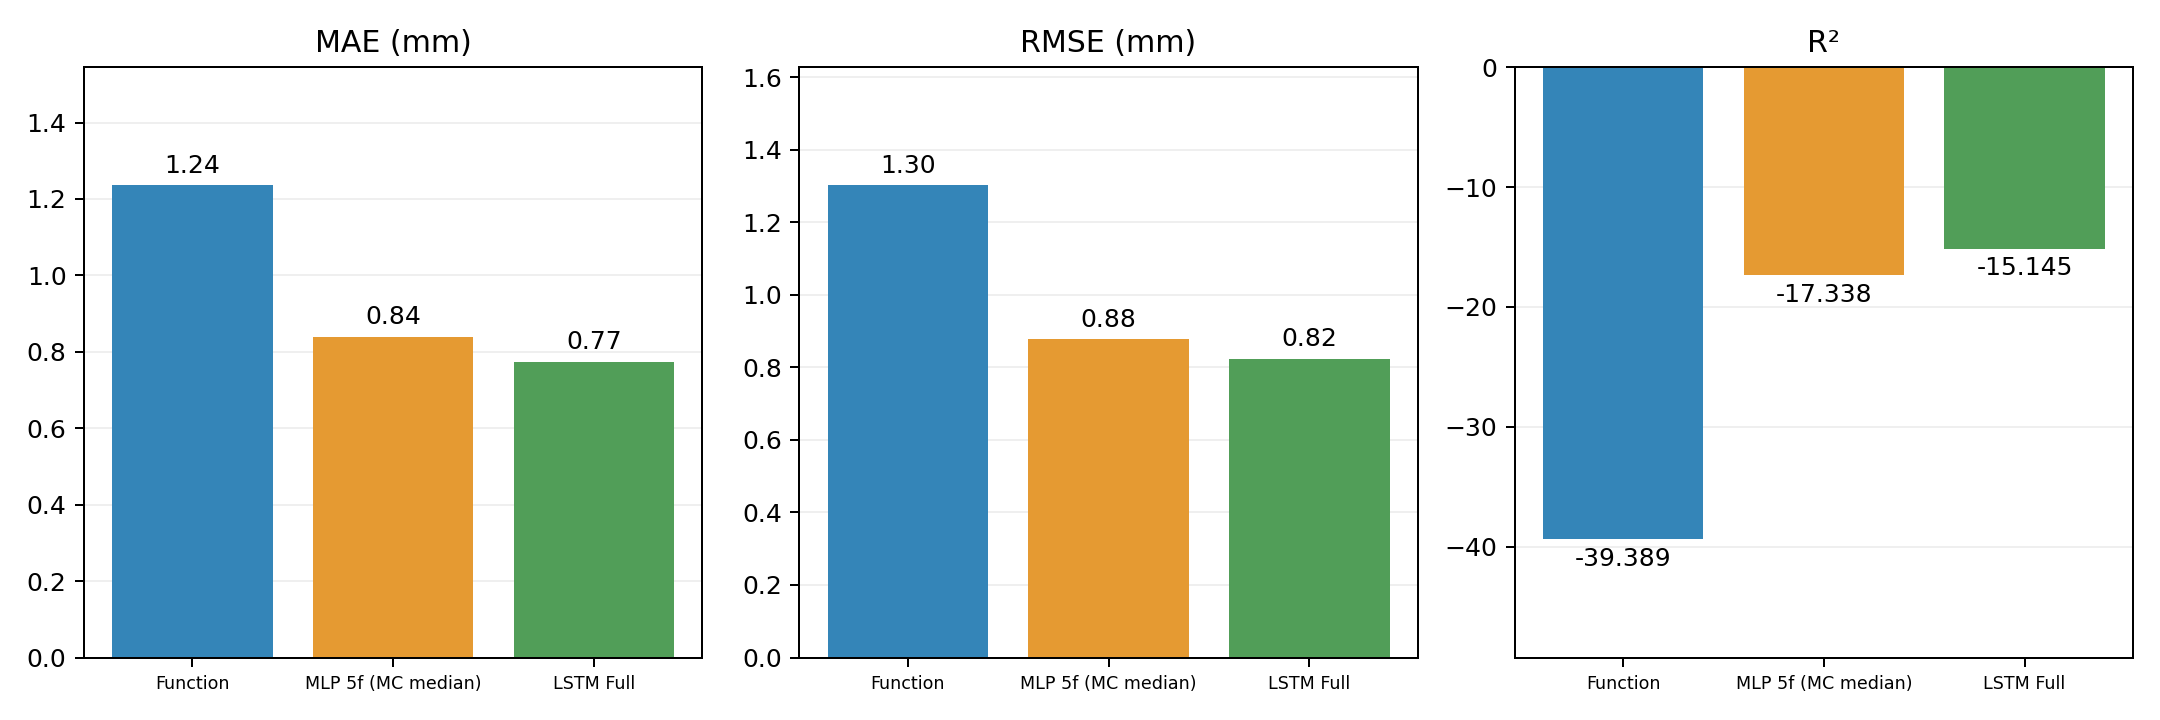 MAE (mm)
1.4
1.2
1.0
0.8
0.6
0.4
0.2
0.0
1.24
0.84
0.77
Function
MLP 5f (MC median)
LSTM Full
RMSE (mm)
1.6
1.4
1.2
1.0
0.8
0.6
0.4
0.2
0.0
1.30
0.88
0.82
Function
MLP 5f (MC median)
LSTM Full
R²
0
−10
−20
−30
−40
-39.389
-17.338
-15.145
Function
MLP 5f (MC median)
LSTM Full